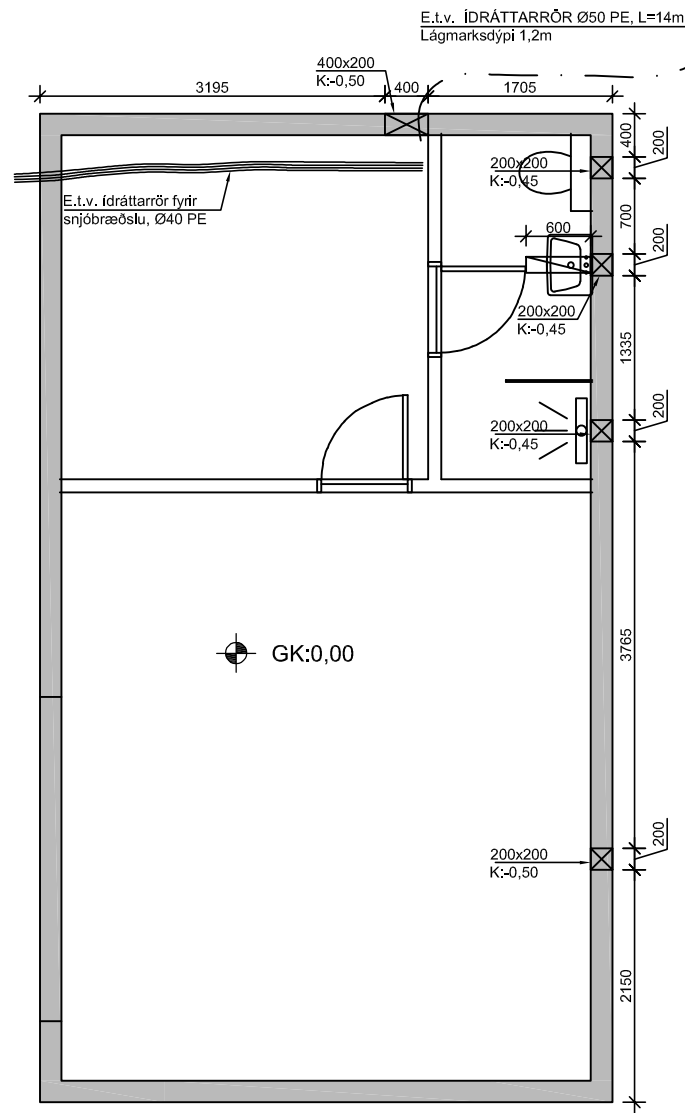 E.t.v. ÍDRÁTTARRÖR Ø50 PE, L=14m
Lágmarksdýpi 1,2m
400x200
K:-0,50
3195
400
1705
400
200
200x200
K:-0,45
E.t.v. ídráttarrör fyrir
snjóbræðslu, Ø40 PE
700
600
200
200x200
K:-0,45
1335
200
200x200
K:-0,45
3765
GK:0,00
200
200x200
K:-0,50
2150